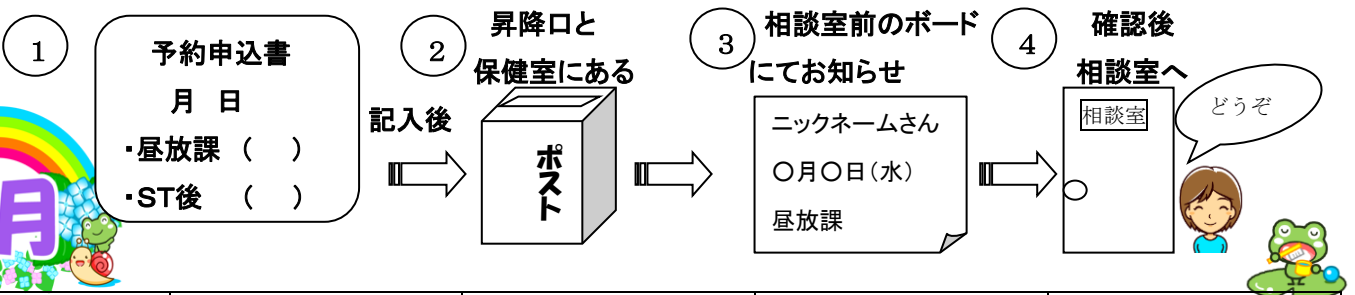 1
予約申込書
月 日
・昼放課 （ ）
・ST後 （ ）
記入後
2
昇降口と
保健室にある
ポスト
3
相談室前のボード
にてお知らせ
ニックネームさん
〇月〇日（水）
昼放課
4
確認後
相談室へ
相談室
どうぞ
月